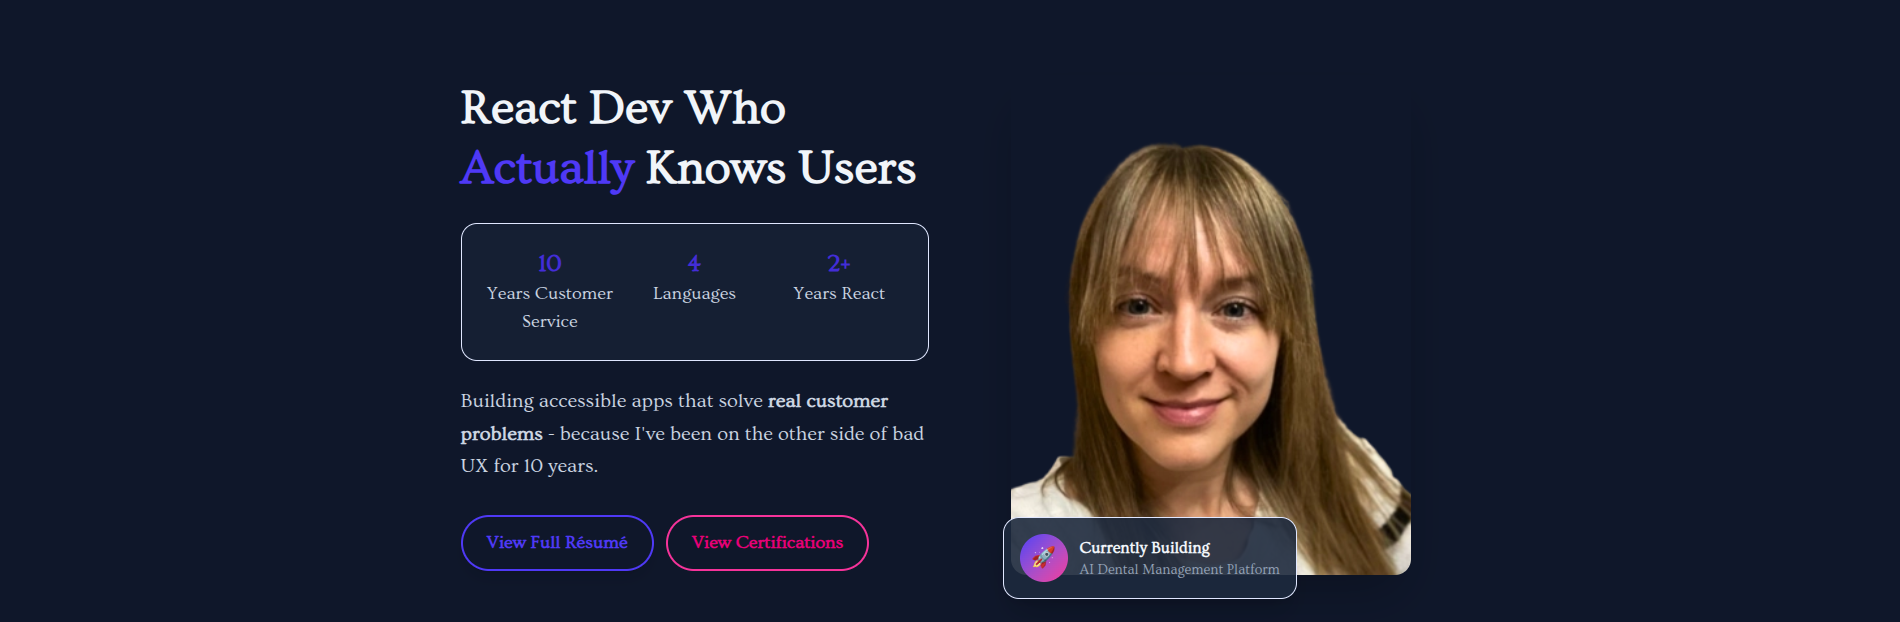 React Dev Who
Actually Knows Users
10
Years Customer
Service
4
Languages
2+
Years React
Building accessible apps that solve real customer
problems - because I've been on the other side of bad
UX for 10 years.
View Full Résumé
View Certifications
Currently Building
AI Dental Management Platform